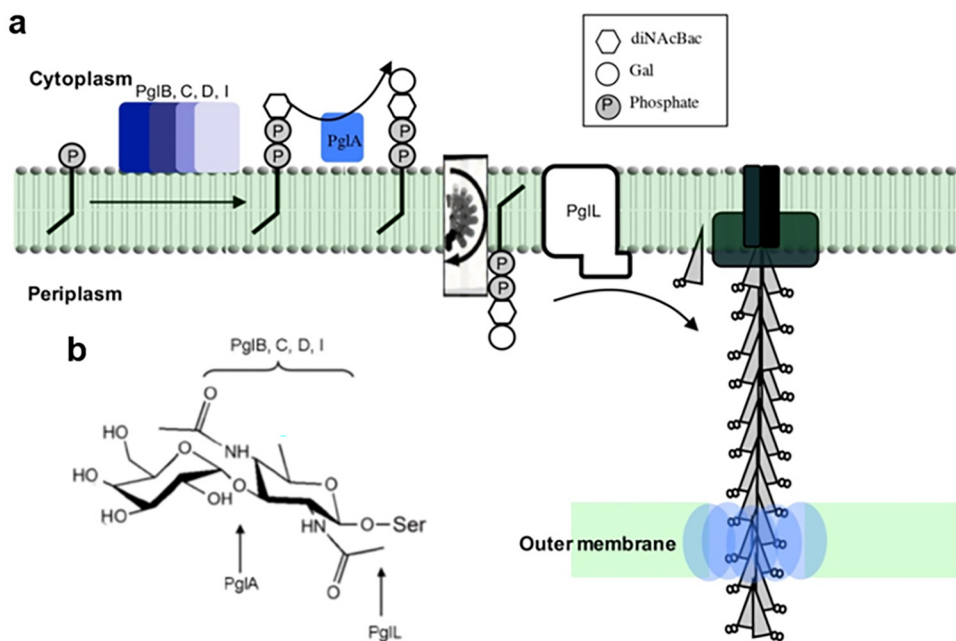 a
Cytoplasm
PglB, C, D, I
PglA
P
P
P
P
P
diNAcBac
Gal
P Phosphate
PglL
P
P
Periplasm
b
PglB, C, D, I
O
HO
NH
O
O
HO
HO
OH
O
HN
O
Ser
O
PglA
PglL
Outer membrane